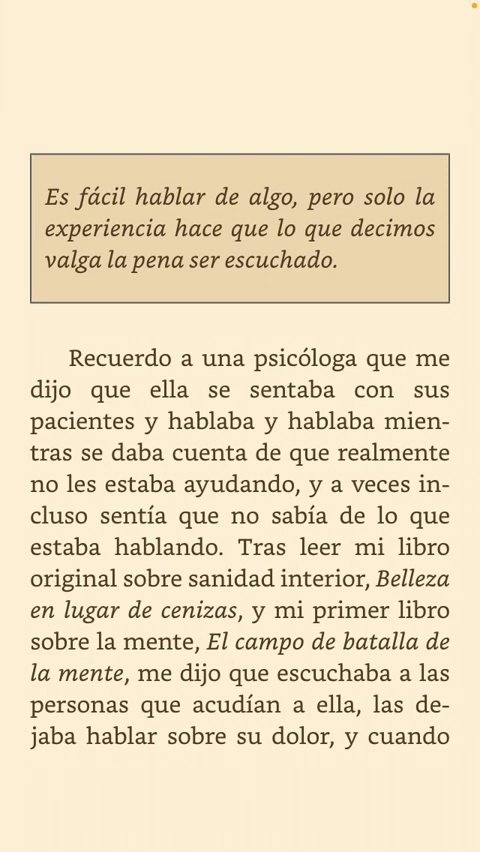 Es fácil hablar de algo, pero solo la
experiencia hace que lo que decimos
valga la pena ser escuchado.
Recuerdo a una psicóloga que me
dijo que ella se sentaba con sus
pacientes y hablaba y hablaba mien-
tras se daba cuenta de que realmente
no les estaba ayudando, y a veces in-
cluso sentía que no sabía de lo que
estaba hablando. Tras leer mi libro
original sobre sanidad interior, Belleza
en lugar de cenizas, y mi primer libro
sobre la mente, El campo de batalla de
la mente, me dijo que escuchaba a las
personas que acudían a ella, las de-
jaba hablar sobre su dolor, y cuando